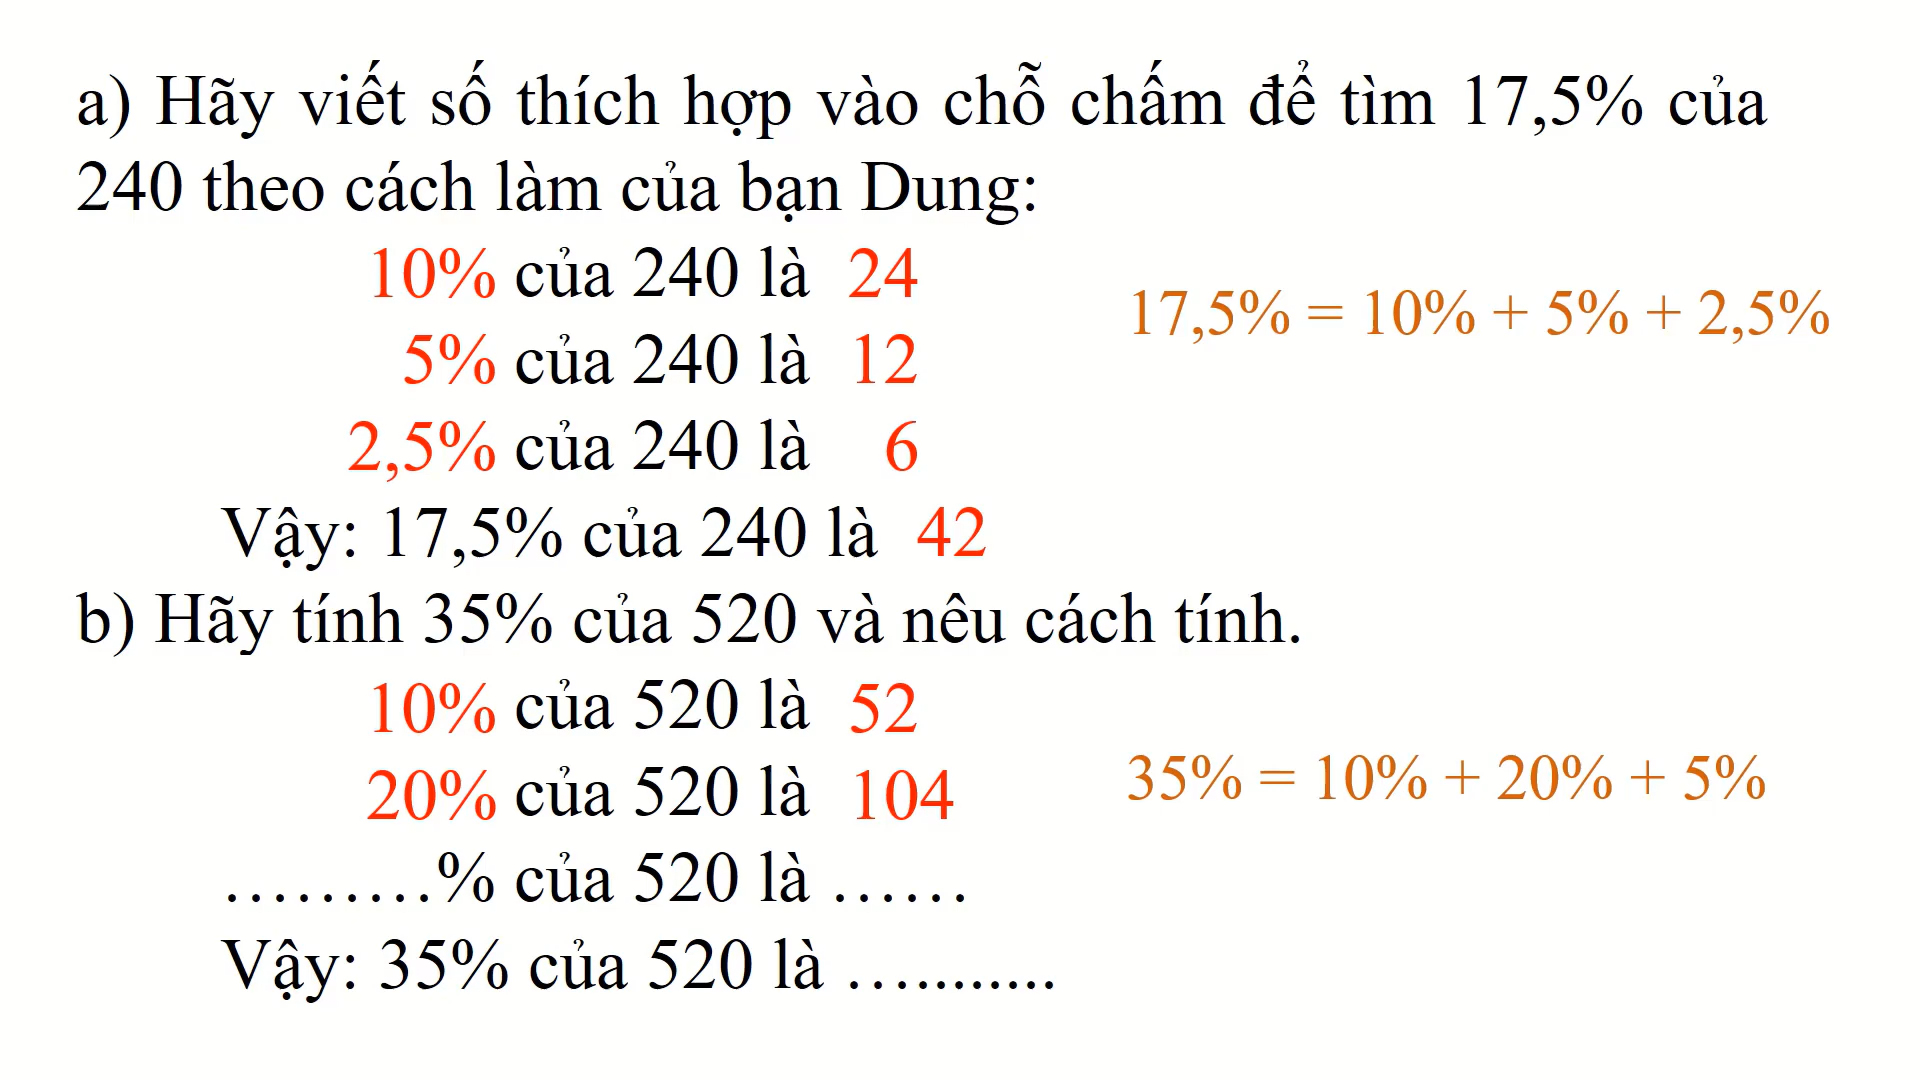 a) Hãy viết số thích hợp vào chỗ chấm để tìm 17,5% của
240 theo cách làm của bạn Dung:
10% của 240 là 24
5% của 240 là 12
17,5% = 10% + 5% + 2,5%
2,5% của 240 là 6
Vậy: 17,5% của 240 là 42
b) Hãy tính 35% của 520 và nêu cách tính.
10% của 520 là 52
20% của 520 là 104
35% = 10% + 20% + 5%
………% của 520 là ……
Vậy: 35% của 520 là ….........